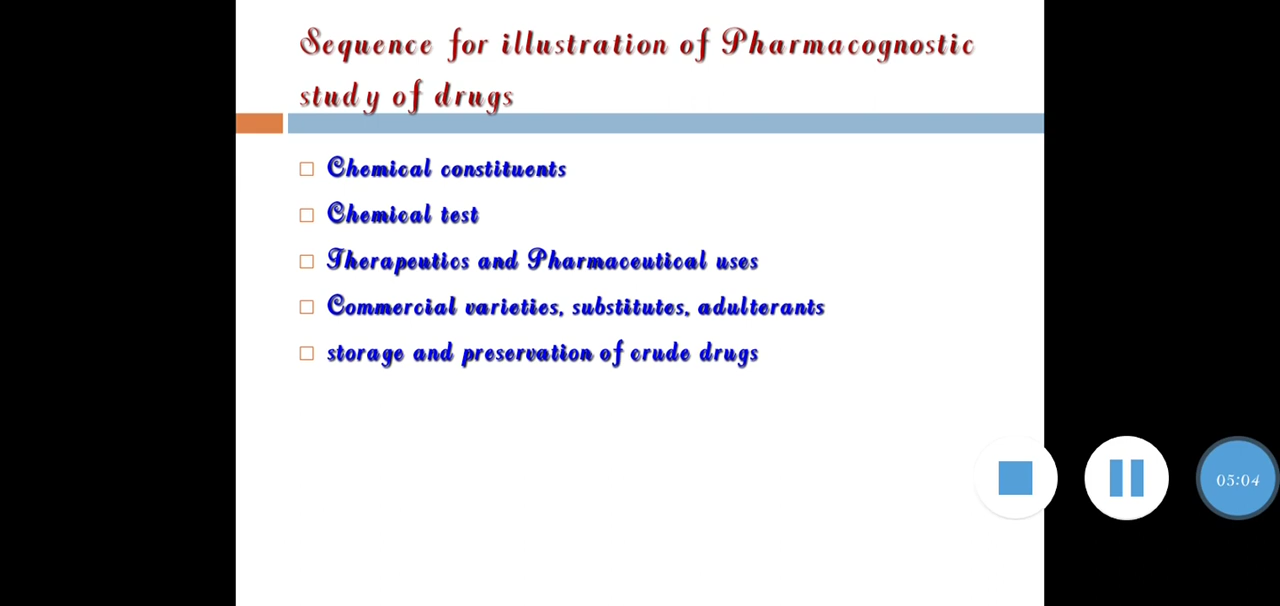 Sequence for illustration of Pharmacognostic
study of drugs
Chemical constituents
Chemical test
Therapeutics and Pharmaceutical uses
Commercial varieties, substitutes, adulterants
storage and preservation of crude drugs
05:04